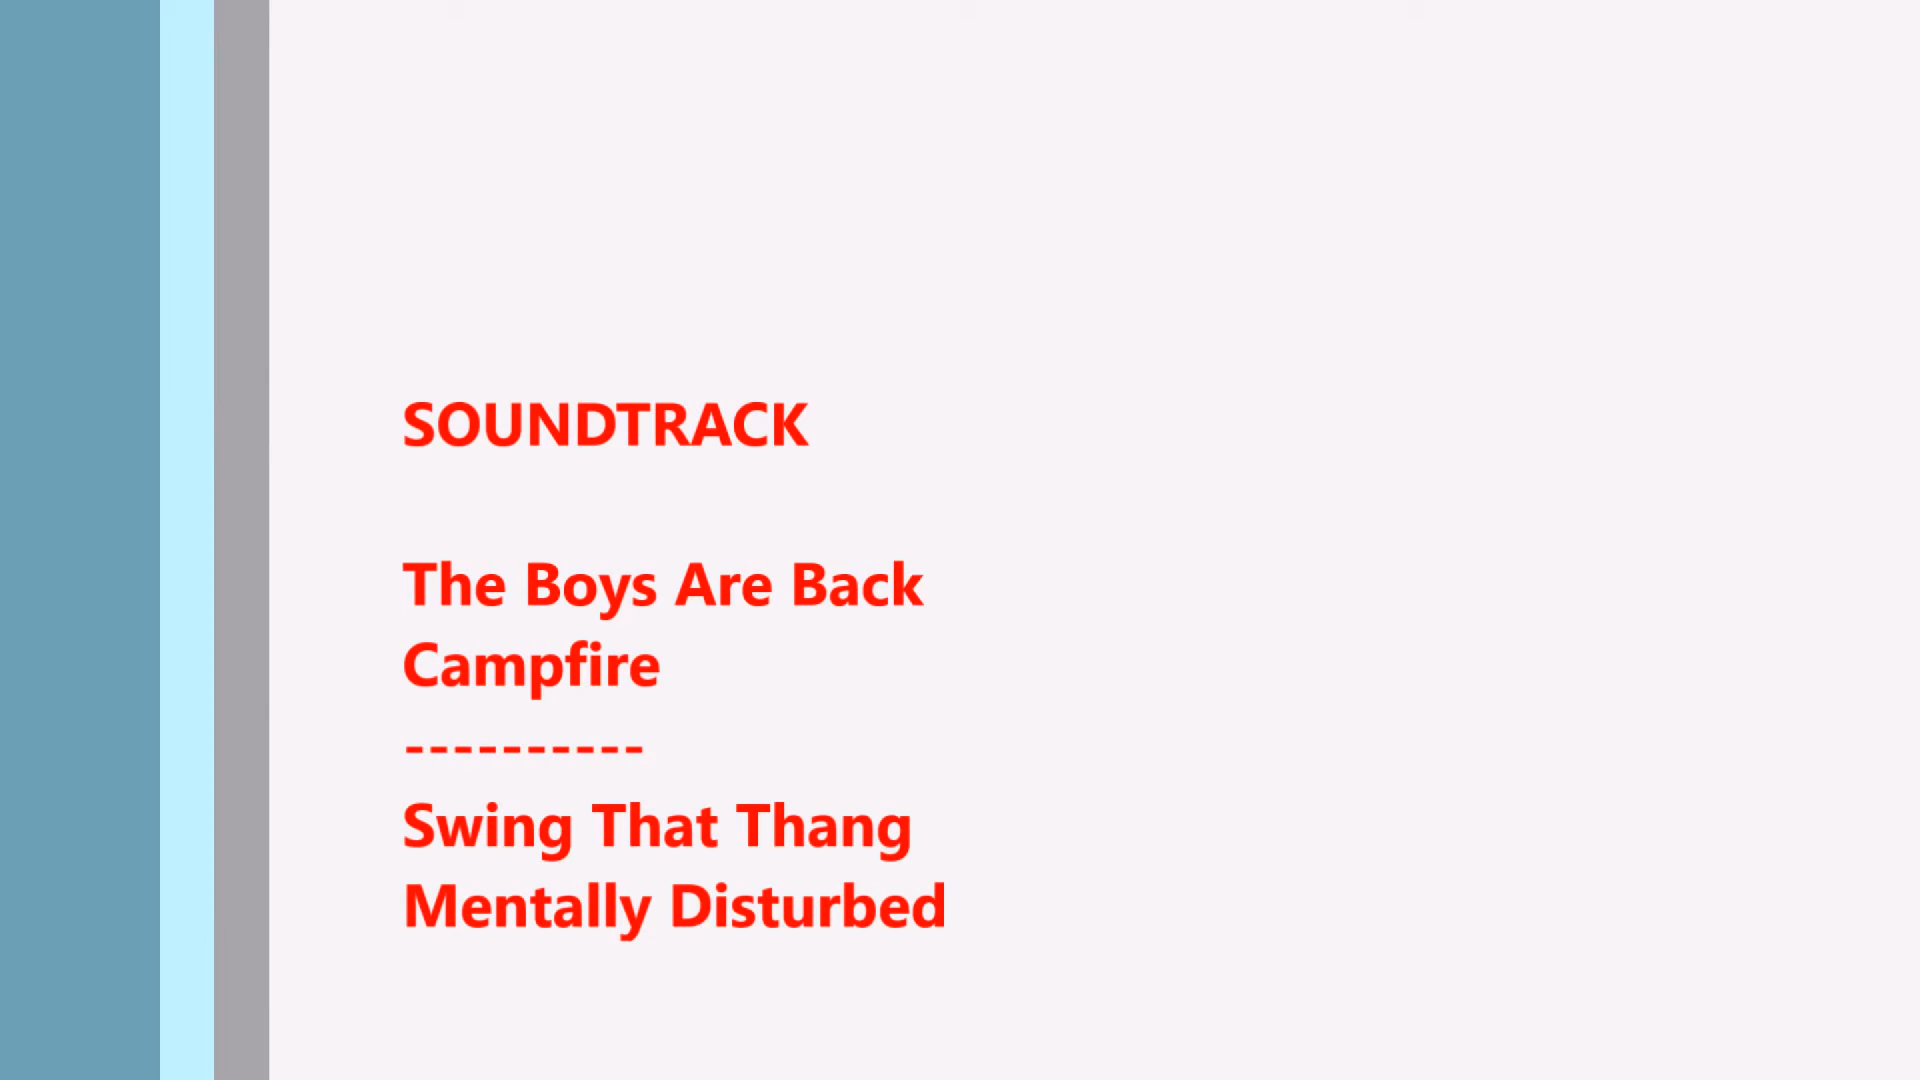 SOUNDTRACK
The Boys Are Back
Campfire
----------
Swing That Thang
Mentally Disturbed